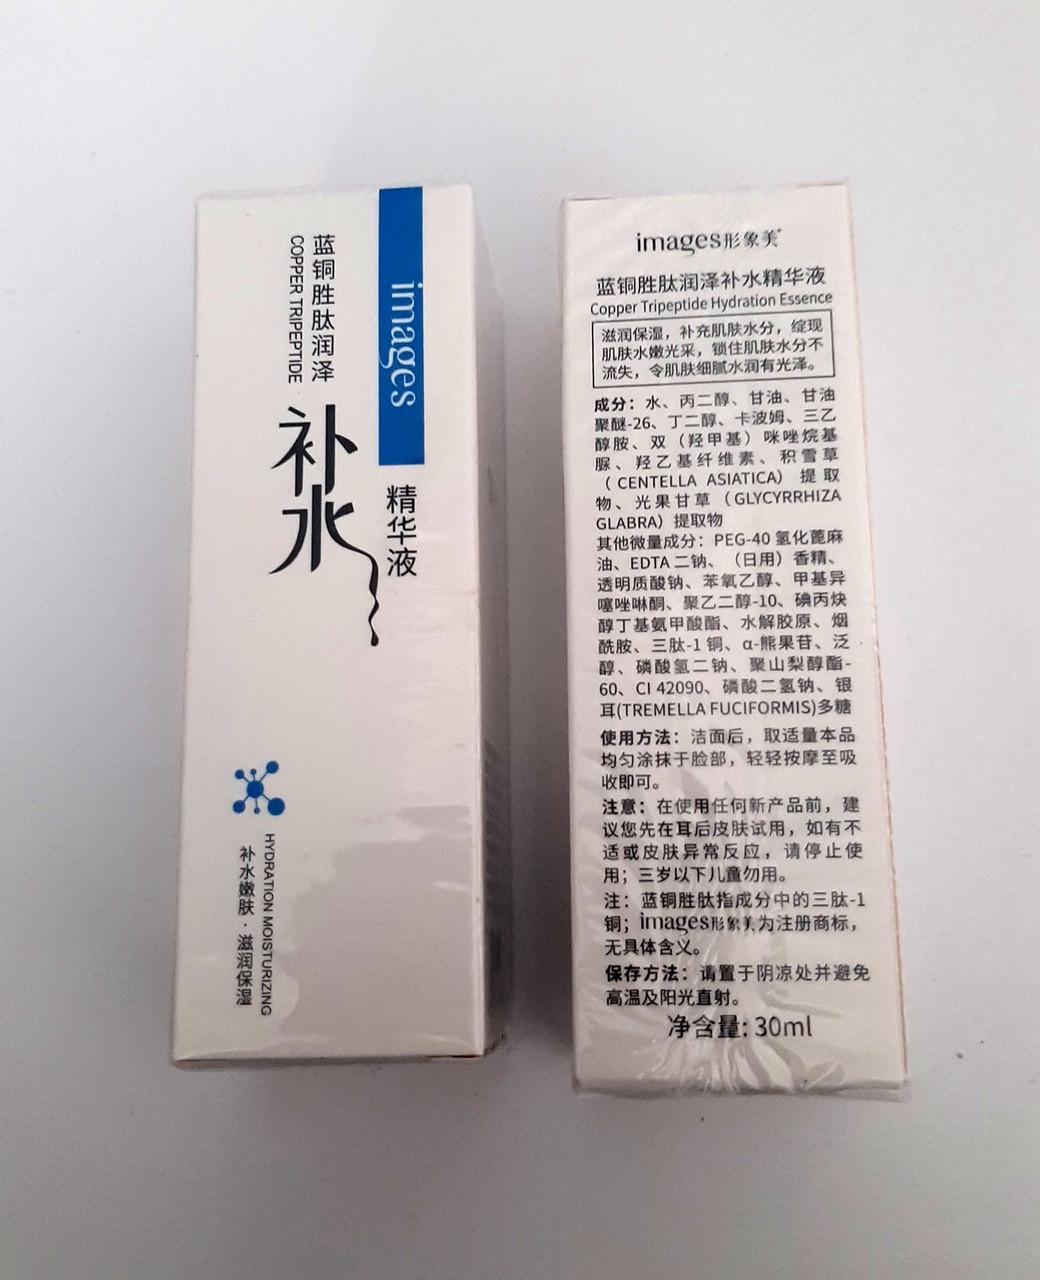 images
精华液
蓝铜胜肽润泽
COPPER TRIPEPTIDE
补水
HYDRATION MOISTURIZING
补水嫩肤·滋润保湿
images形象美
蓝铜胜肽润泽补水精华液
Copper Tripeptide Hydration Essence
滋润保湿，补充肌肤水分，绽现
肌肤水嫩光采，锁住肌肤水分不
流失，令肌肤细腻水润有光泽。
成分：水、丙二醇、甘油、甘油
聚醚-26、丁二醇、卡波姆、三乙
醇胺、双（羟甲基）咪唑烷基
脲、羟乙基纤维素、积雪草
（CENTELLA ASIATICA）提取
物、光果甘草（GLYCYRRHIZA
GLABRA）提取物
其他微量成分：PEG-40 氢化蓖麻
油、EDTA 二钠、（日用）香精、
透明质酸钠、苯氧乙醇、甲基异
噻唑啉酮、聚乙二醇-10、碘丙炔
醇丁基氨甲酸酯、水解胶原、烟
酰胺、三肽-1 铜、α-熊果苷、泛
醇、磷酸氢二钠、聚山梨醇酯-
60、CI 42090、磷酸二氢钠、银
耳(TREMELLA FUCIFORMIS)多糖
使用方法：洁面后，取适量本品
均匀涂抹于脸部，轻轻按摩至吸
收即可。
注意：在使用任何新产品前，建
议您先在耳后皮肤试用，如有不
适或皮肤异常反应，请停止使
用；三岁以下儿童勿用。
注：蓝铜胜肽指成分中的三肽-1
铜；images形象美为注册商标，
无具体含义。
保存方法：请置于阴凉处并避免
高温及阳光直射。
净含量: 30ml